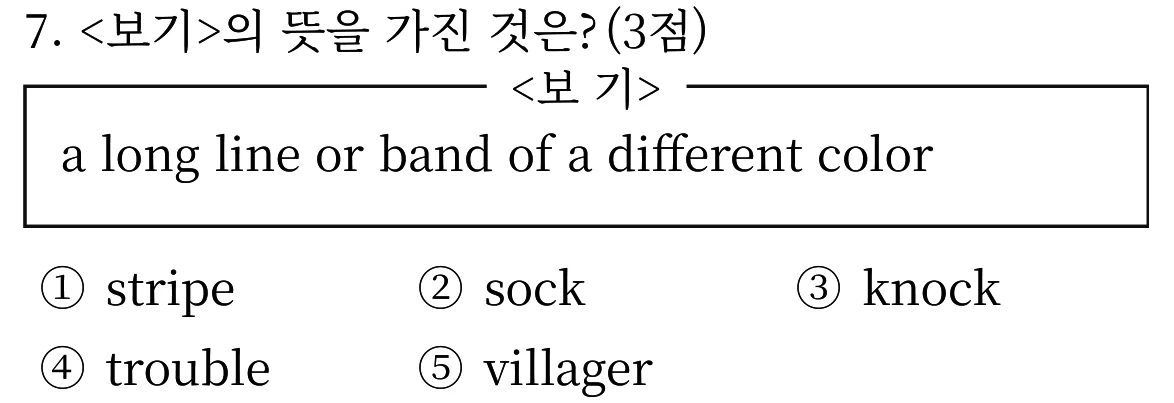 7. <보기>의 뜻을 가진 것은?(3점)
<보 기>
a long line or band of a different color
① stripe ② sock ③ knock
④ trouble ⑤ villager